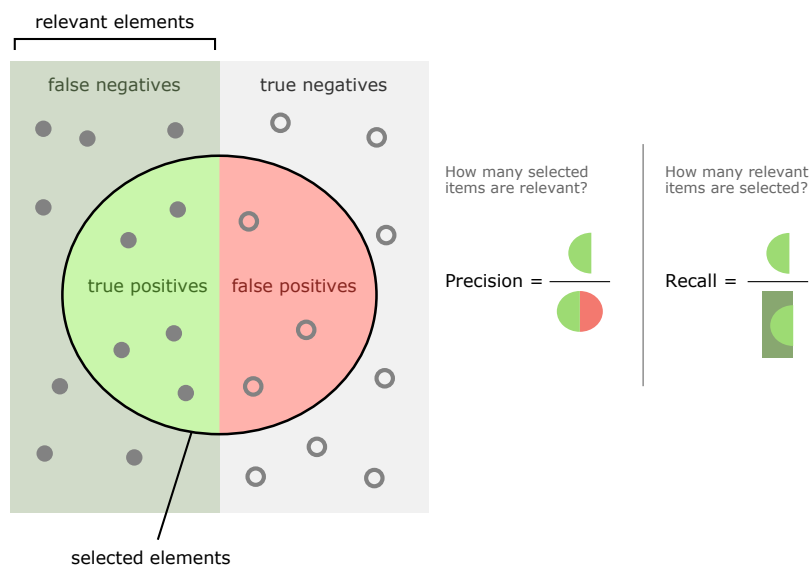 relevant elements
false negatives
true negatives
true positives
false positives
selected elements
How many selected
items are relevant?
Precision =
How many relevant
items are selected?
Recall =